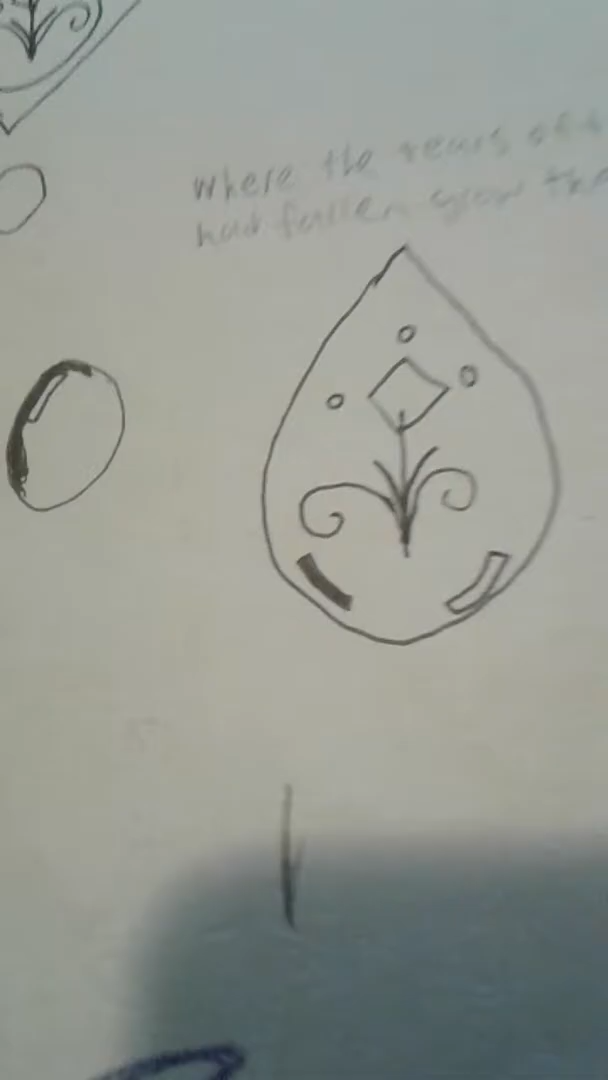 where the tears of
had fallen grow the